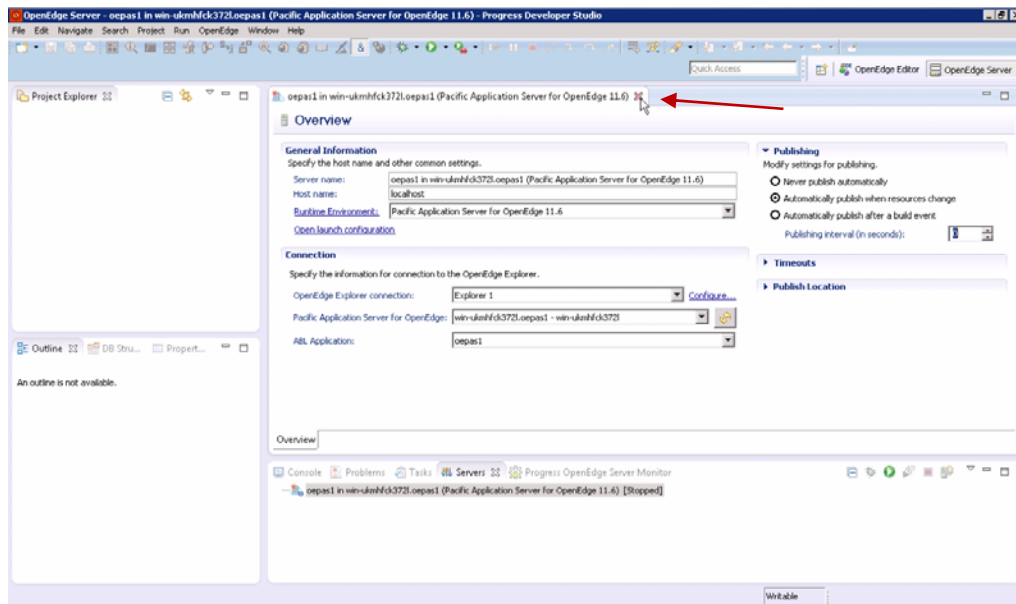 OpenEdge Server - oepas1 in win-ukmhfck372l.oepas1 (Pacific Application Server for OpenEdge 11.6) - Progress Developer Studio
File Edit Navigate Search Project Run OpenEdge Window Help
Quick Access
OpenEdge Editor
OpenEdge Server
Project Explorer
oepas1 in win-ukmhfck372l.oepas1 (Pacific Application Server for OpenEdge 11.6)
Overview
General Information
Specify the host name and other common settings.
Server name: oepas1 in win-ukmhfck372l.oepas1 (Pacific Application Server for OpenEdge 11.6)
Host name: localhost
Runtime Environment: Pacific Application Server for OpenEdge 11.6
Open launch configuration
Publishing
Modify settings for publishing.
Never publish automatically
Automatically publish when resources change
Automatically publish after a build event
Publishing interval (in seconds):
Timeouts
Publish Location
Connection
Specify the information for connection to the OpenEdge Explorer.
OpenEdge Explorer connection: Explorer 1 Configure...
Pacific Application Server for OpenEdge: win-ukmhfck372l.oepas1 - win-ukmhfck372l
ABL Application: oepas1
Outline DB Stru... Propert...
An outline is not available.
Overview
Console Problems Tasks Servers Progress OpenEdge Server Monitor
oepas1 in win-ukmhfck372l.oepas1 (Pacific Application Server for OpenEdge 11.6) [Stopped]
Writable